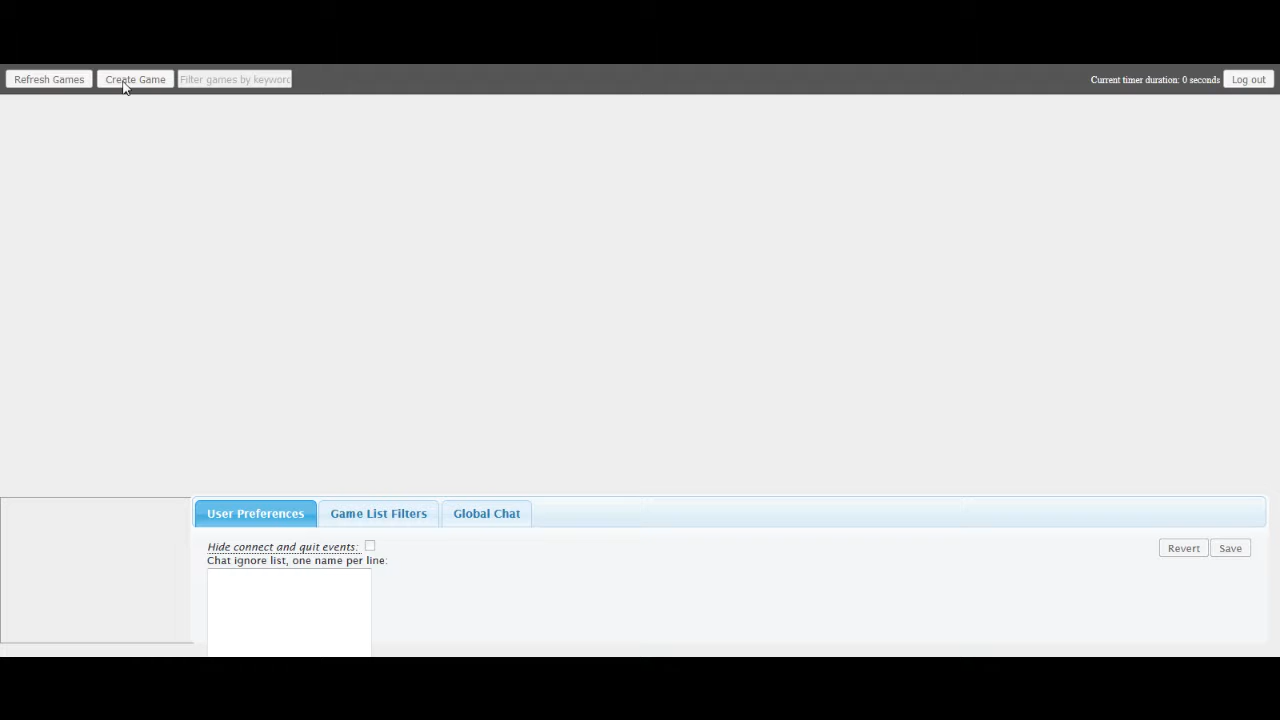 Refresh Games Create Game Filter games by keyword Current timer duration: 0 seconds Log out
User Preferences Game List Filters Global Chat
Hide connect and quit events: Revert Save
Chat ignore list, one name per line: